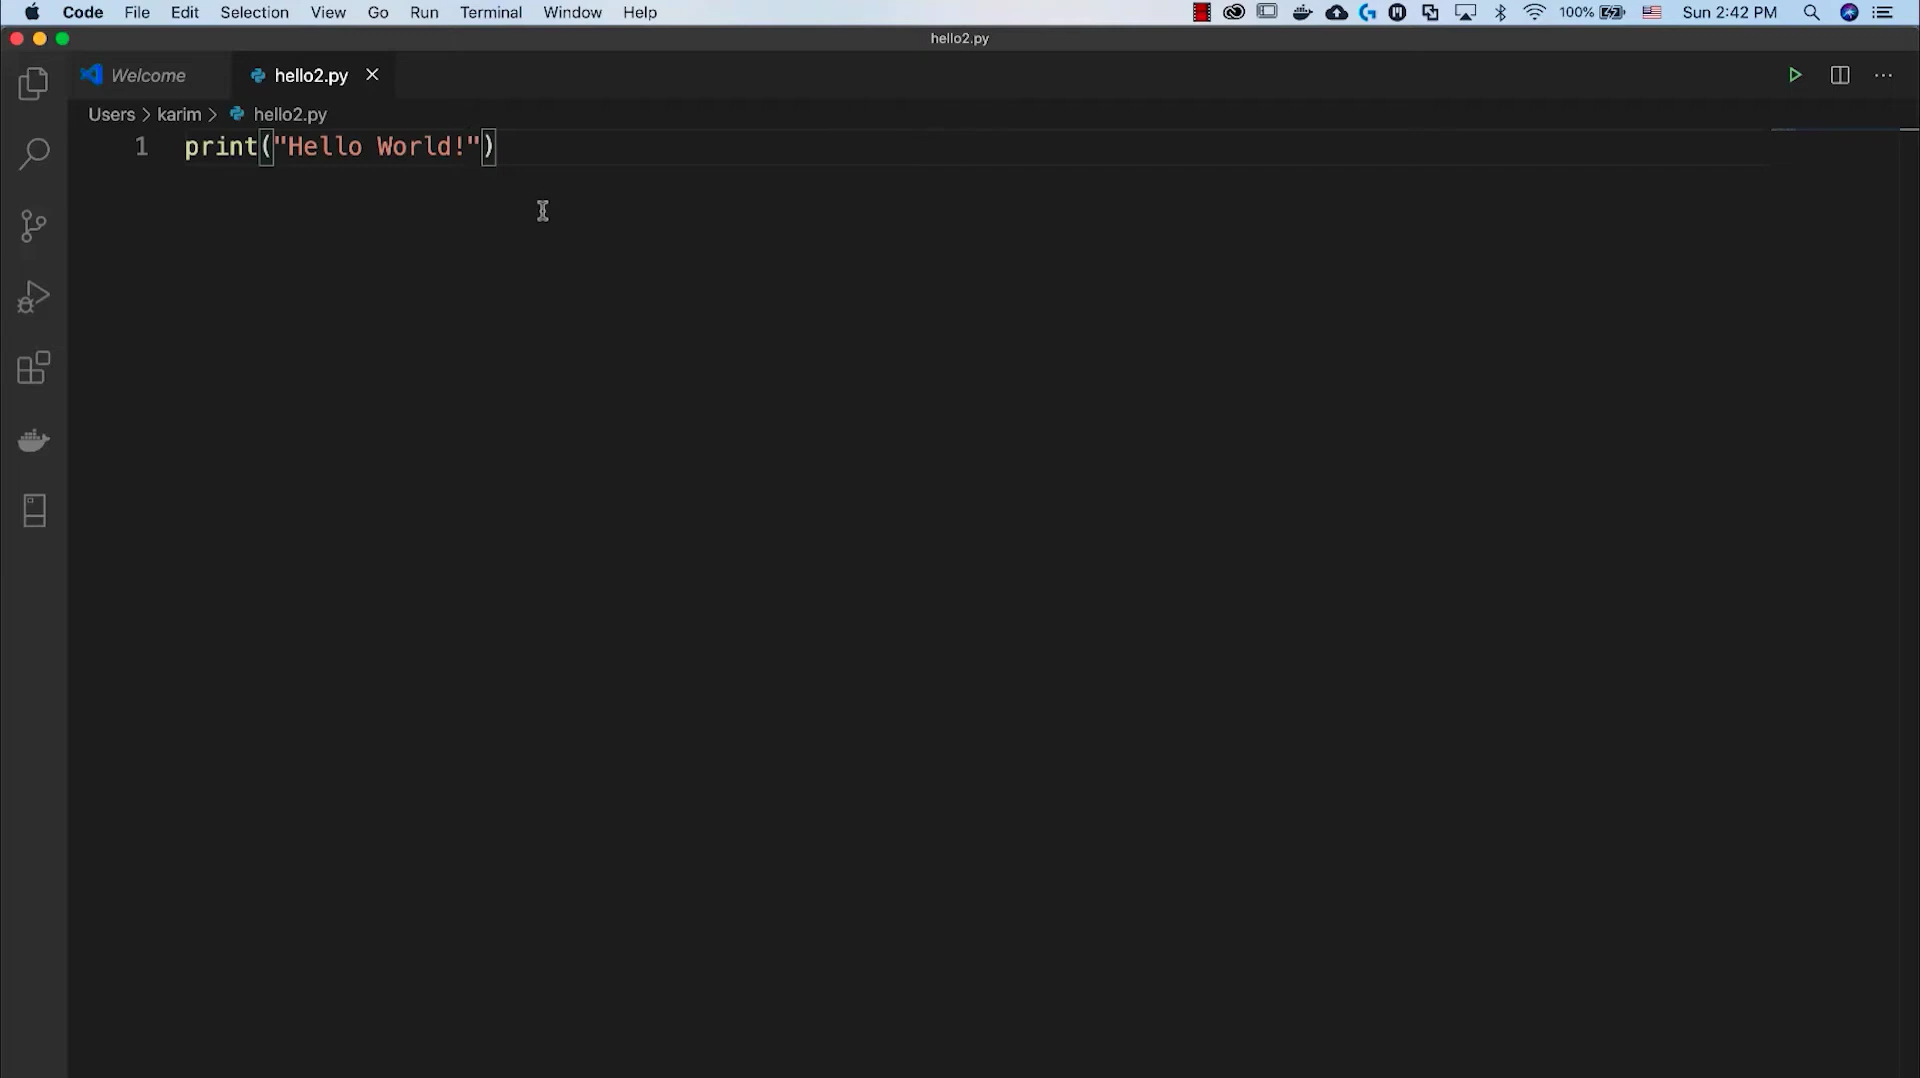 Code File Edit Selection View Go Run Terminal Window Help 100% Sun 2:42 PM
hello2.py
Welcome hello2.py
Users > karim > hello2.py
1 print("Hello World!")